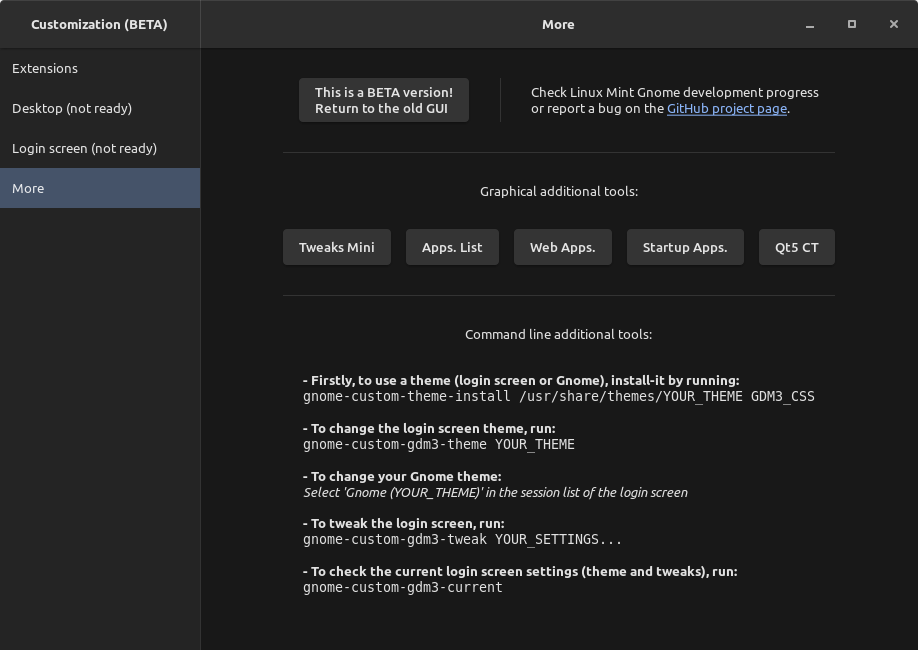 Customization (BETA)
More
Extensions
Desktop (not ready)
Login screen (not ready)
More
This is a BETA version!
Return to the old GUI
Check Linux Mint Gnome development progress
or report a bug on the GitHub project page.
Graphical additional tools:
Tweaks Mini
Apps. List
Web Apps.
Startup Apps.
Qt5 CT
Command line additional tools:
- Firstly, to use a theme (login screen or Gnome), install-it by running:
gnome-custom-theme-install /usr/share/themes/YOUR_THEME GDM3_CSS
- To change the login screen theme, run:
gnome-custom-gdm3-theme YOUR_THEME
- To change your Gnome theme:
Select 'Gnome (YOUR_THEME)' in the session list of the login screen
- To tweak the login screen, run:
gnome-custom-gdm3-tweak YOUR_SETTINGS...
- To check the current login screen settings (theme and tweaks), run:
gnome-custom-gdm3-current